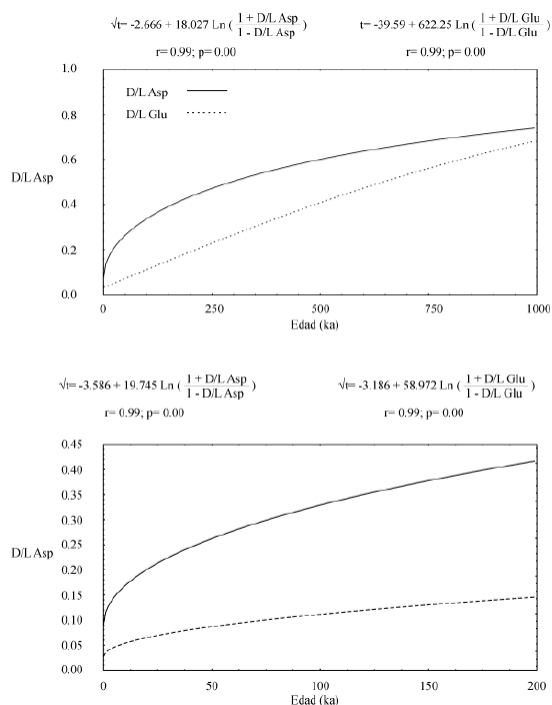 √t= -2.666 + 18.027 Ln ( 1 + D/L Asp / 1 - D/L Asp )
t= -39.59 + 622.25 Ln ( 1 + D/L Glu / 1 - D/L Glu )
r= 0.99; p= 0.00
r= 0.99; p= 0.00
1.0
D/L Asp
D/L Glu
0.8
0.6
D/L Asp
0.4
0.2
0.0
0 250 500 750 1000
Edad (ka)
√t= -3.586 + 19.745 Ln ( 1 + D/L Asp / 1 - D/L Asp )
√t= -3.186 + 58.972 Ln ( 1 + D/L Glu / 1 - D/L Glu )
r= 0.99; p= 0.00
r= 0.99; p= 0.00
0.45
0.40
0.35
0.30
0.25
D/L Asp
0.20
0.15
0.10
0.05
0.00
0 50 100 150 200
Edad (ka)